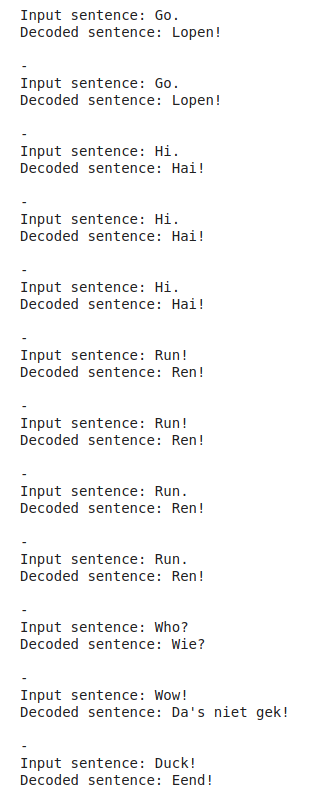 Input sentence: Go.
Decoded sentence: Lopen!
-
Input sentence: Go.
Decoded sentence: Lopen!
-
Input sentence: Hi.
Decoded sentence: Hai!
-
Input sentence: Hi.
Decoded sentence: Hai!
-
Input sentence: Hi.
Decoded sentence: Hai!
-
Input sentence: Run!
Decoded sentence: Ren!
-
Input sentence: Run!
Decoded sentence: Ren!
-
Input sentence: Run.
Decoded sentence: Ren!
-
Input sentence: Run.
Decoded sentence: Ren!
-
Input sentence: Who?
Decoded sentence: Wie?
-
Input sentence: Wow!
Decoded sentence: Da's niet gek!
-
Input sentence: Duck!
Decoded sentence: Eend!